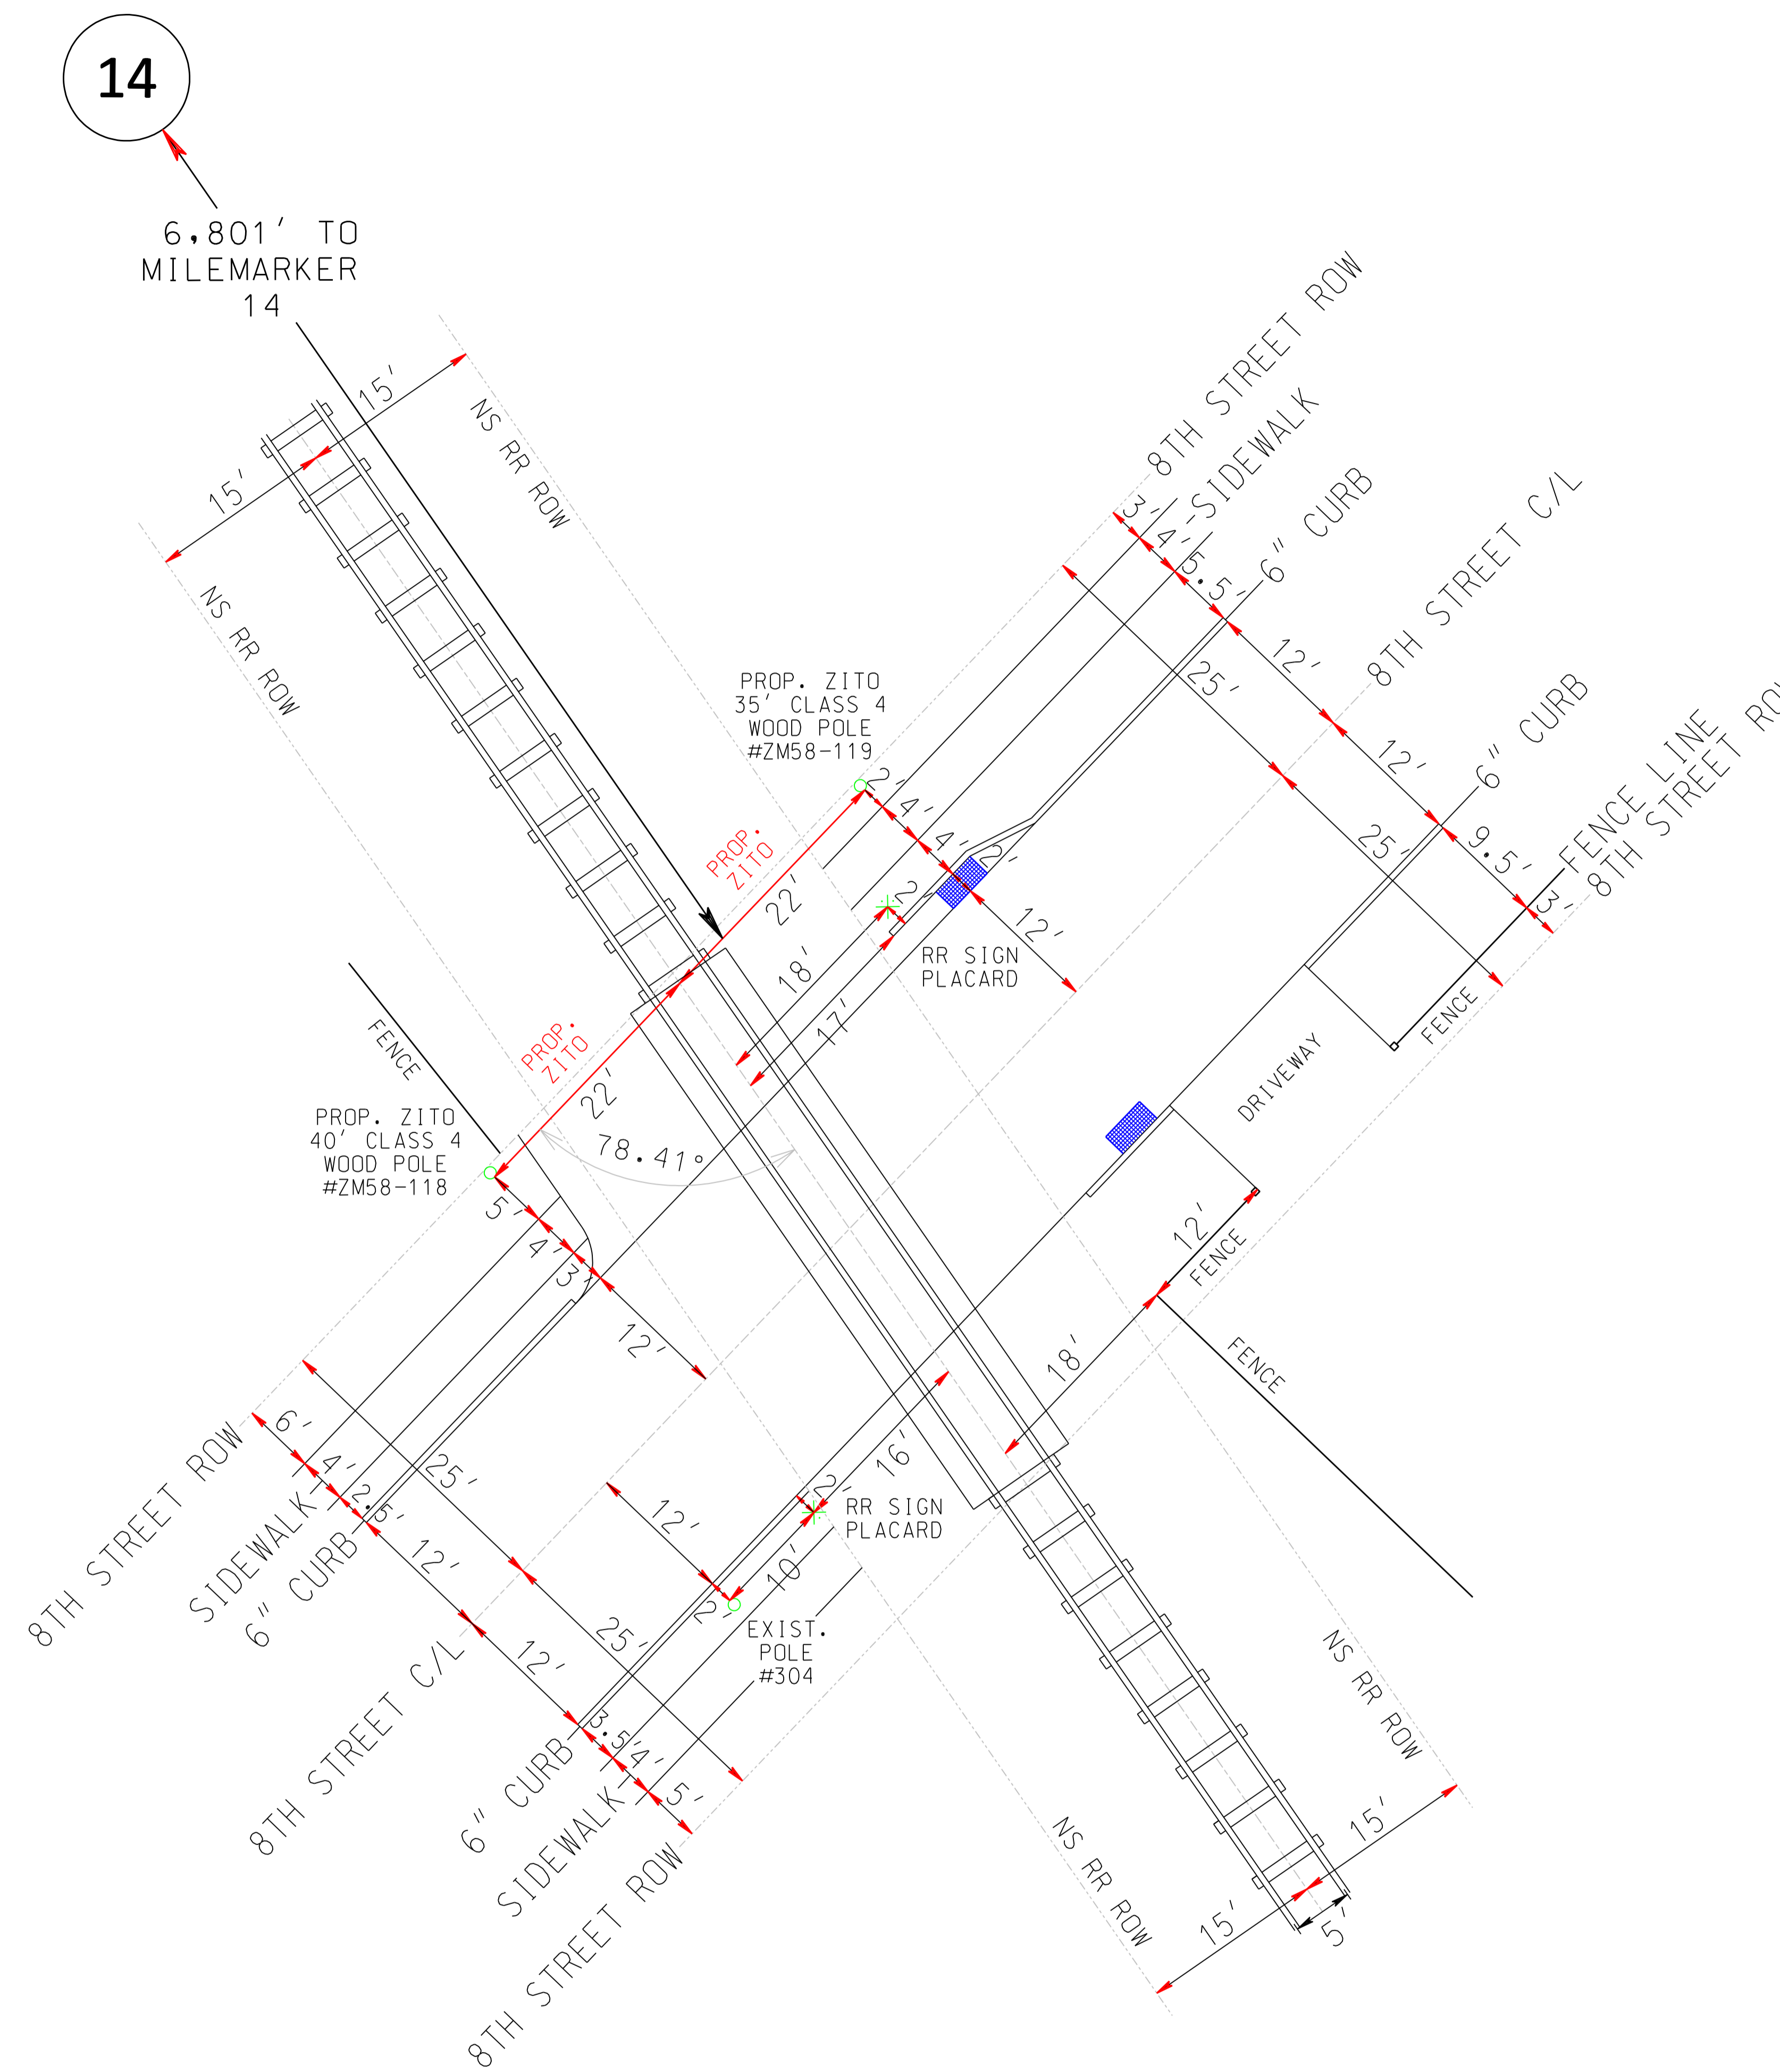 14
6,801' TO
MILEMARKER
14
15'
15'
NS RR ROW
NS RR ROW
8TH STREET ROW
SIDEWALK
6" CURB
8TH STREET C/L
6" CURB
FENCE LINE
8TH STREET ROW
3'
4'
5.5'
12'
12'
9.5'
3'
25'
25'
PROP. ZITO
35' CLASS 4
WOOD POLE
#ZM58-119
2'
4'
4'
2'
12'
PROP.
ZITO
22'
2'
18'
17'
RR SIGN
PLACARD
FENCE
DRIVEWAY
FENCE
PROP.
ZITO
22'
78.41°
PROP. ZITO
40' CLASS 4
WOOD POLE
#ZM58-118
5'
4'
3'
12'
12'
FENCE
18'
FENCE
6'
4'
2.5'
12'
12'
3.5'
4'
5'
25'
25'
12'
2'
10'
2'
16'
RR SIGN
PLACARD
EXIST.
POLE
#304
8TH STREET ROW
SIDEWALK
6" CURB
8TH STREET C/L
6" CURB
SIDEWALK
8TH STREET ROW
NS RR ROW
NS RR ROW
15'
15'
5'